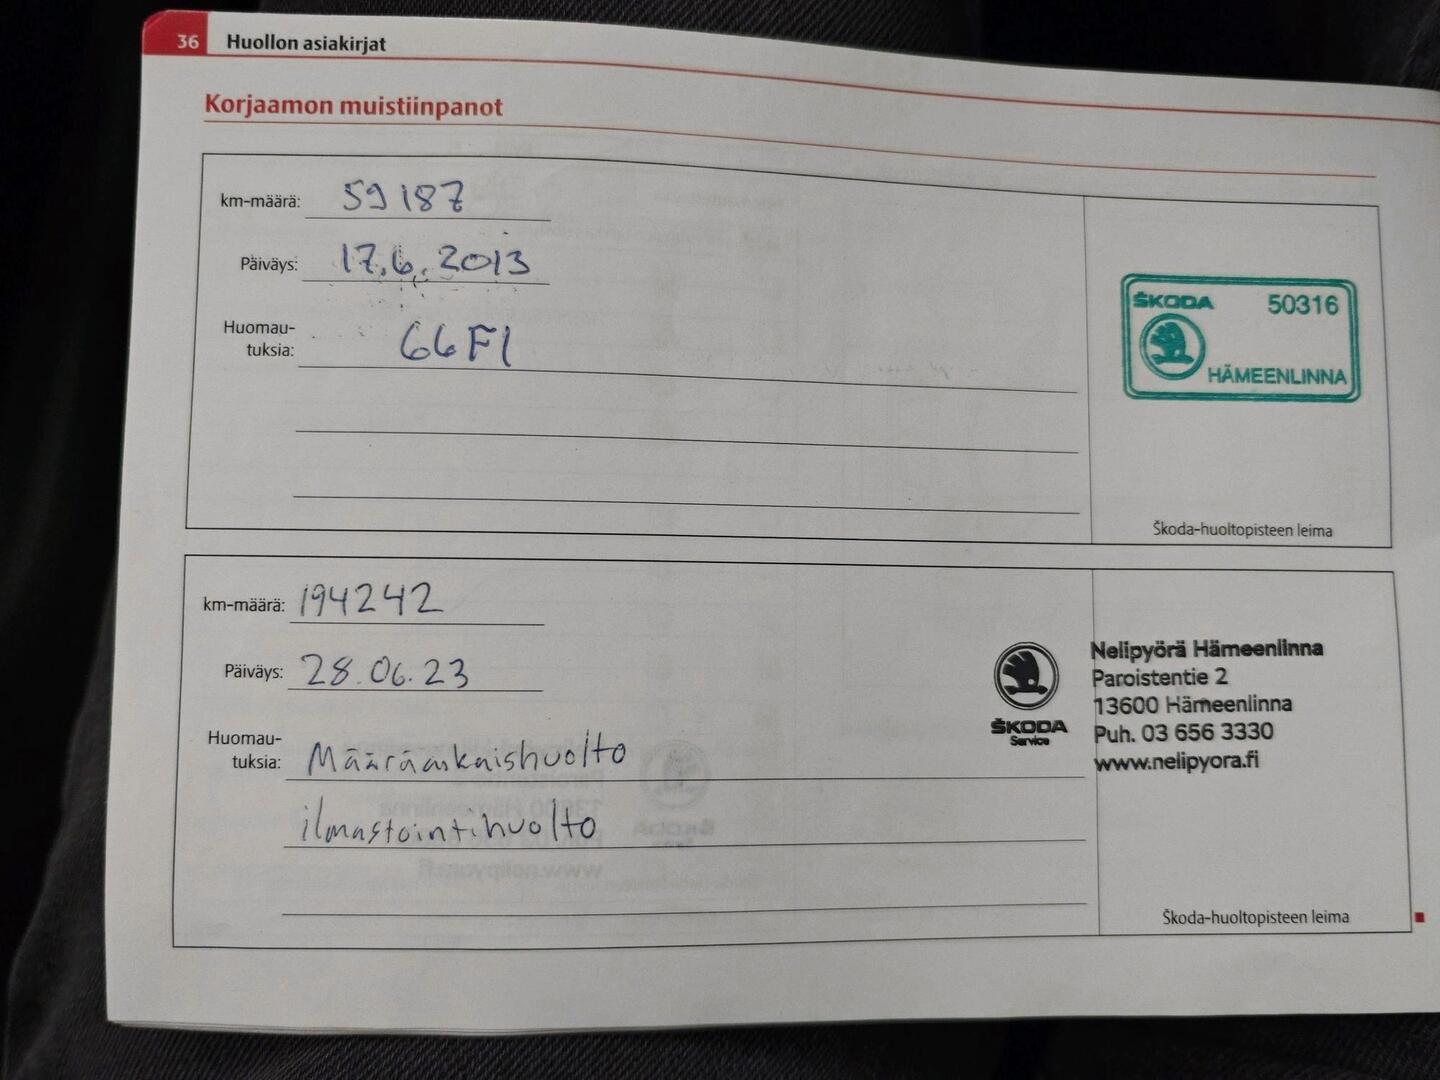 36 Huollon asiakirjat
Korjaamon muistiinpanot
km-määrä: 59187
Päiväys: 17.6.2013
Huomau-
tuksia: 66F1
ŠKODA 50316
HÄMEENLINNA
Škoda-huoltopisteen leima
km-määrä: 194242
Päiväys: 28.06.23
Huomau-
tuksia: Määräaikaishuolto
ilmastointihuolto
ŠKODA
Service
Nelipyörä Hämeenlinna
Paroistentie 2
13600 Hämeenlinna
Puh. 03 656 3330
www.nelipyora.fi
Škoda-huoltopisteen leima